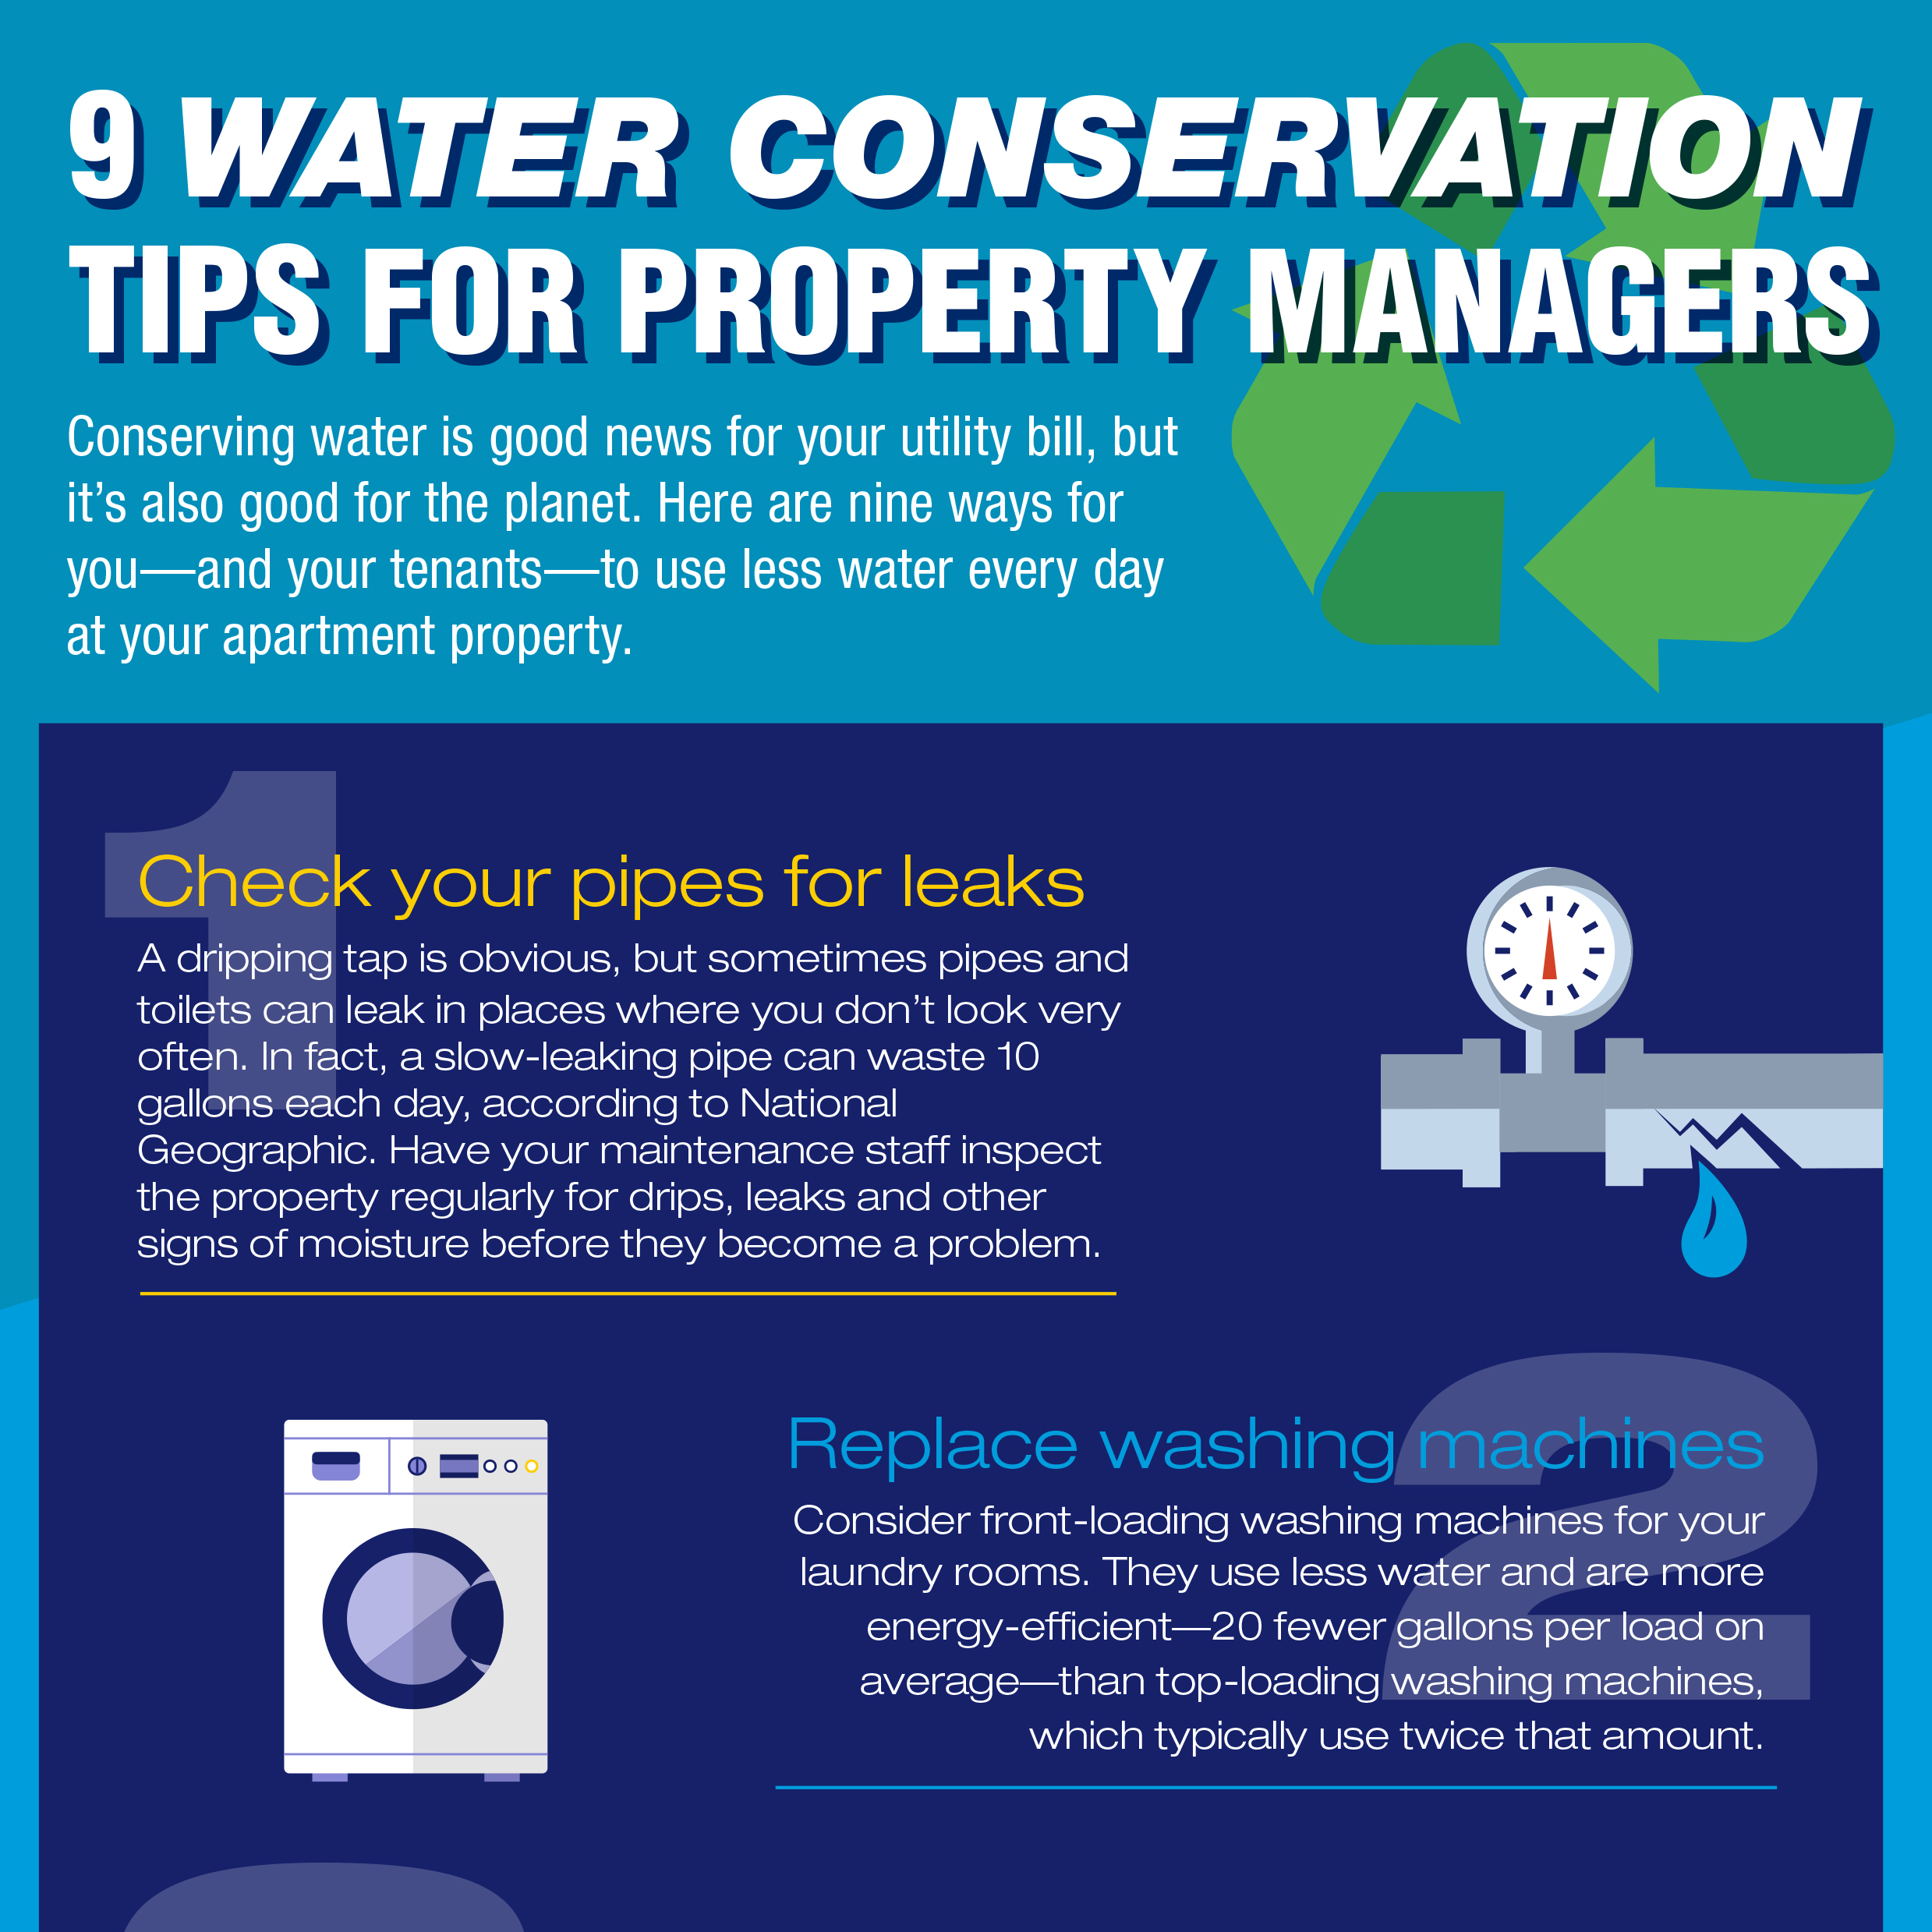 9 WATER CONSERVATION
TIPS FOR PROPERTY MANAGERS
Conserving water is good news for your utility bill, but
it’s also good for the planet. Here are nine ways for
you—and your tenants—to use less water every day
at your apartment property.
1
Check your pipes for leaks
A dripping tap is obvious, but sometimes pipes and
toilets can leak in places where you don’t look very
often. In fact, a slow-leaking pipe can waste 10
gallons each day, according to National
Geographic. Have your maintenance staff inspect
the property regularly for drips, leaks and other
signs of moisture before they become a problem.
2
Replace washing machines
Consider front-loading washing machines for your
laundry rooms. They use less water and are more
energy-efficient—20 fewer gallons per load on
average—than top-loading washing machines,
which typically use twice that amount.